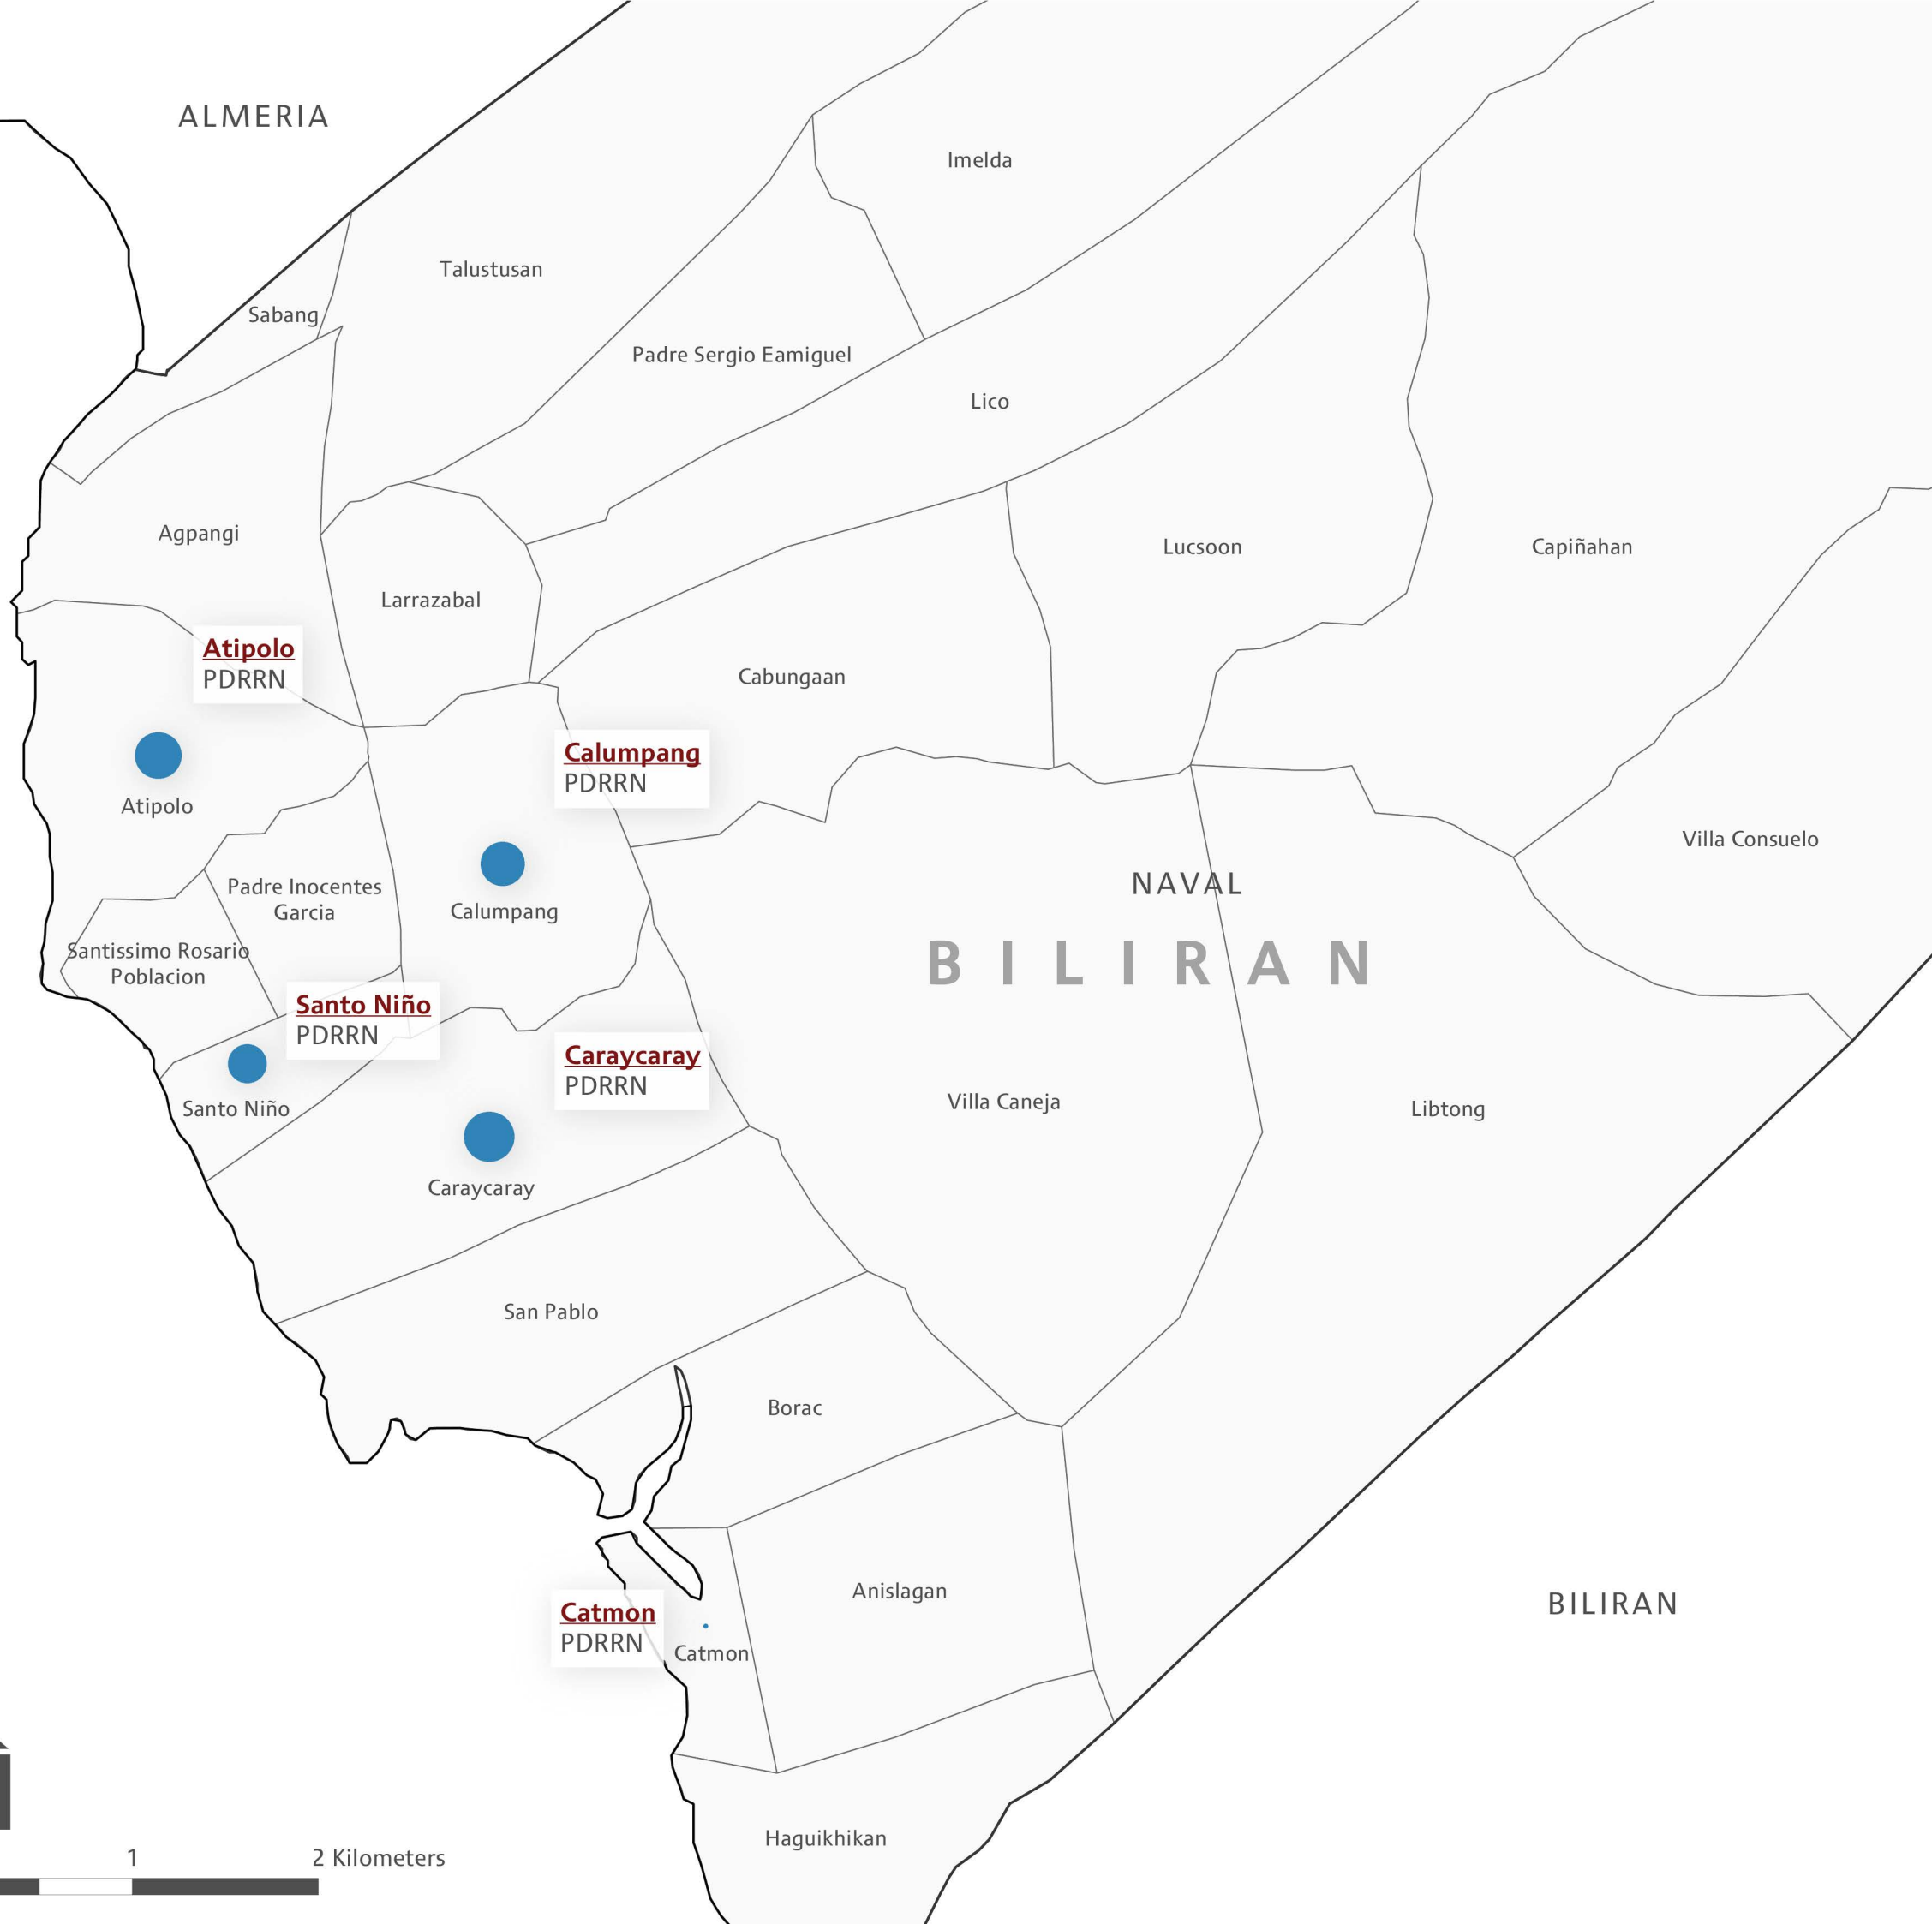 ALMERIA
Imelda
Talustusan
Sabang
Padre Sergio Eamiguel
Lico
Agpangi
Lucsoon
Capiñahan
Larrazabal
Atipolo
PDRRN
Cabungaan
Calumpang
PDRRN
Atipolo
Villa Consuelo
NAVAL
Padre Inocentes
Garcia
Calumpang
Santissimo Rosario
Poblacion
BILIRAN
Santo Niño
PDRRN
Caraycaray
PDRRN
Villa Caneja
Libtong
Santo Niño
Caraycaray
San Pablo
Borac
Anislagan
BILIRAN
Catmon
PDRRN
Catmon
Haguikhikan
1
2 Kilometers